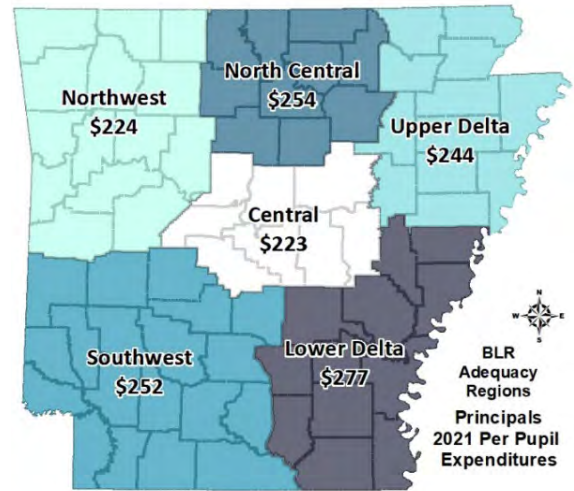 North Central
$254
Northwest
$224
Upper Delta
$244
Central
$223
N
W E
S
Southwest
$252
Lower Delta
$277
BLR
Adequacy
Regions
Principals
2021 Per Pupil
Expenditures